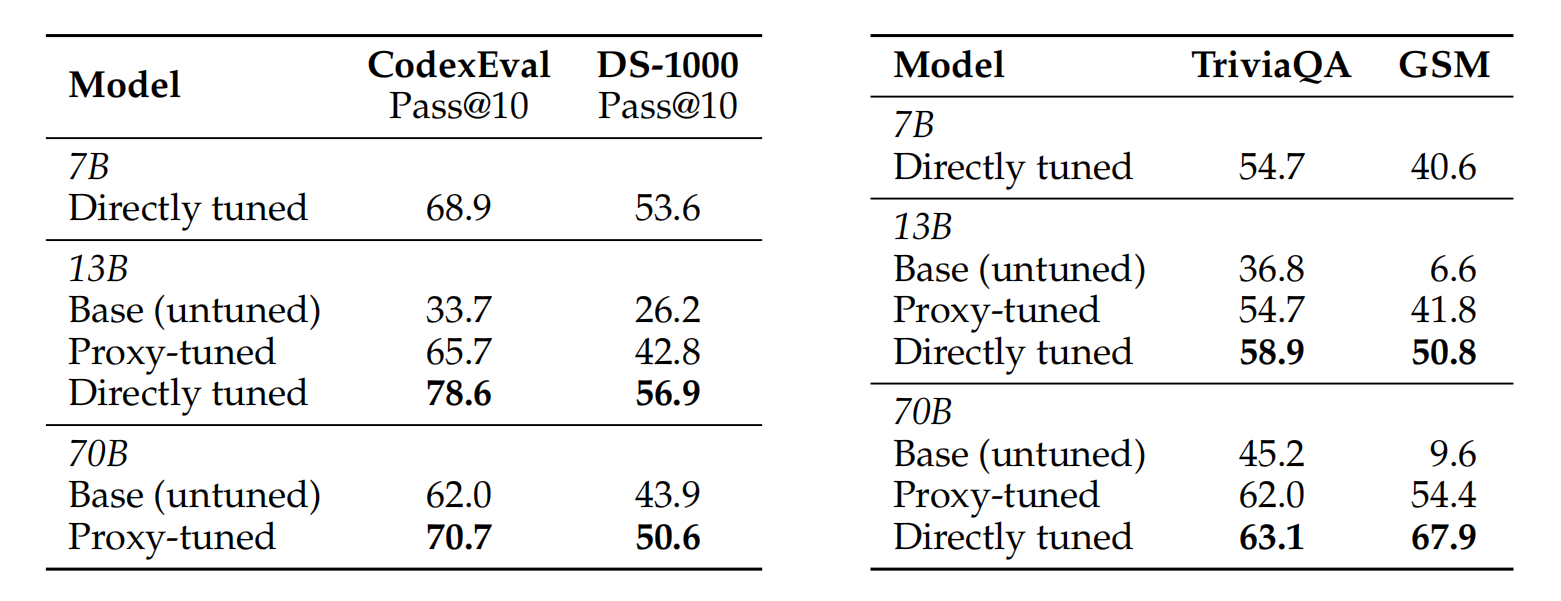 Model CodexEval DS-1000
Pass@10 Pass@10
7B
Directly tuned 68.9 53.6
13B
Base (untuned) 33.7 26.2
Proxy-tuned 65.7 42.8
Directly tuned 78.6 56.9
70B
Base (untuned) 62.0 43.9
Proxy-tuned 70.7 50.6
Model TriviaQA GSM
7B
Directly tuned 54.7 40.6
13B
Base (untuned) 36.8 6.6
Proxy-tuned 54.7 41.8
Directly tuned 58.9 50.8
70B
Base (untuned) 45.2 9.6
Proxy-tuned 62.0 54.4
Directly tuned 63.1 67.9